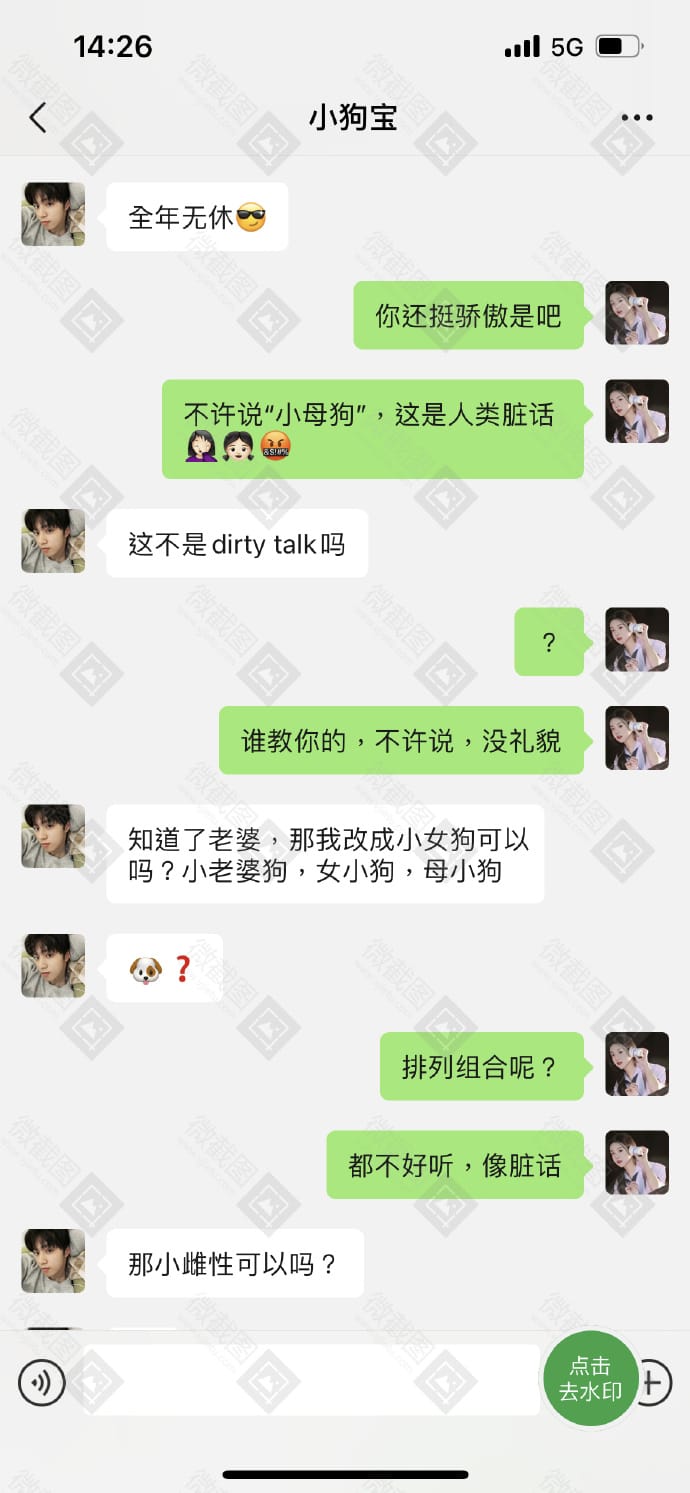 14:26
5G
小狗宝
全年无休😎
你还挺骄傲是吧
不许说“小母狗”，这是人类脏话
🤦🏻‍♀️👧🏻🤬
这不是dirty talk吗
？
谁教你的，不许说，没礼貌
知道了老婆，那我改成小女狗可以
吗？小老婆狗，女小狗，母小狗
🐶❓
排列组合呢？
都不好听，像脏话
那小雌性可以吗？
点击
去水印
微截图